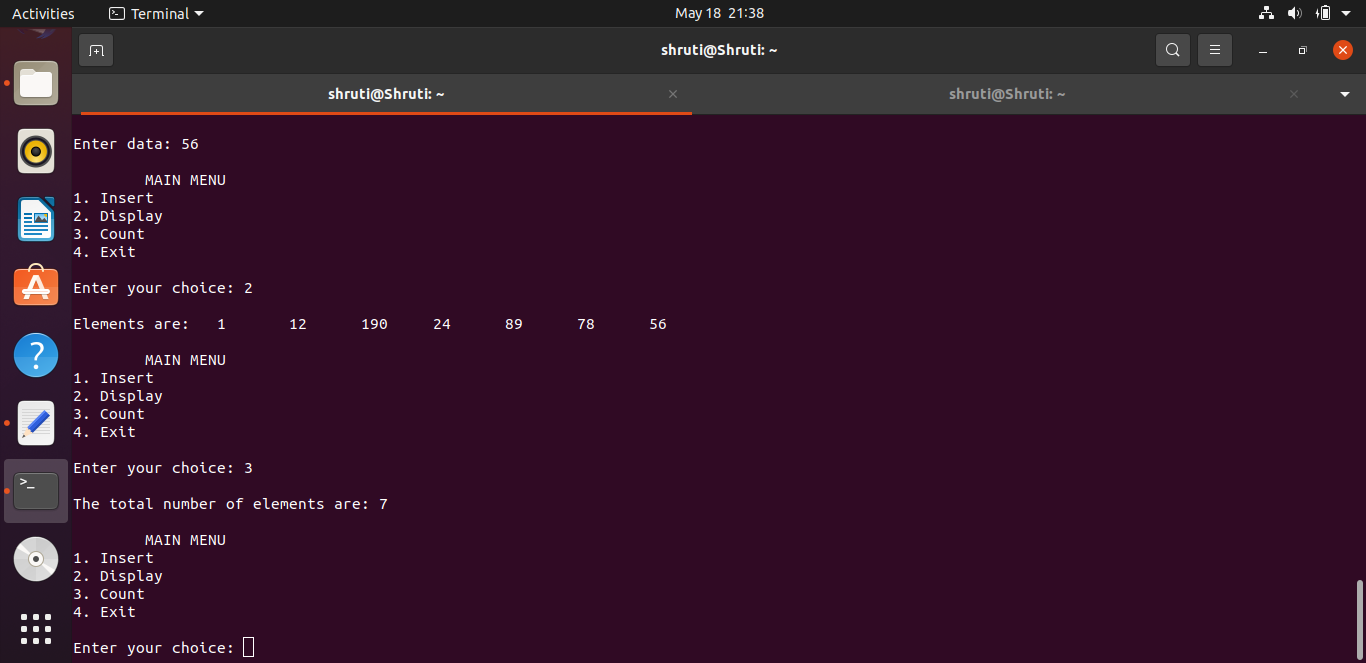 Activities Terminal May 18 21:38
shruti@Shruti: ~
shruti@Shruti: ~ shruti@Shruti: ~
Enter data: 56
MAIN MENU
1. Insert
2. Display
3. Count
4. Exit
Enter your choice: 2
Elements are: 1 12 190 24 89 78 56
MAIN MENU
1. Insert
2. Display
3. Count
4. Exit
Enter your choice: 3
The total number of elements are: 7
MAIN MENU
1. Insert
2. Display
3. Count
4. Exit
Enter your choice: